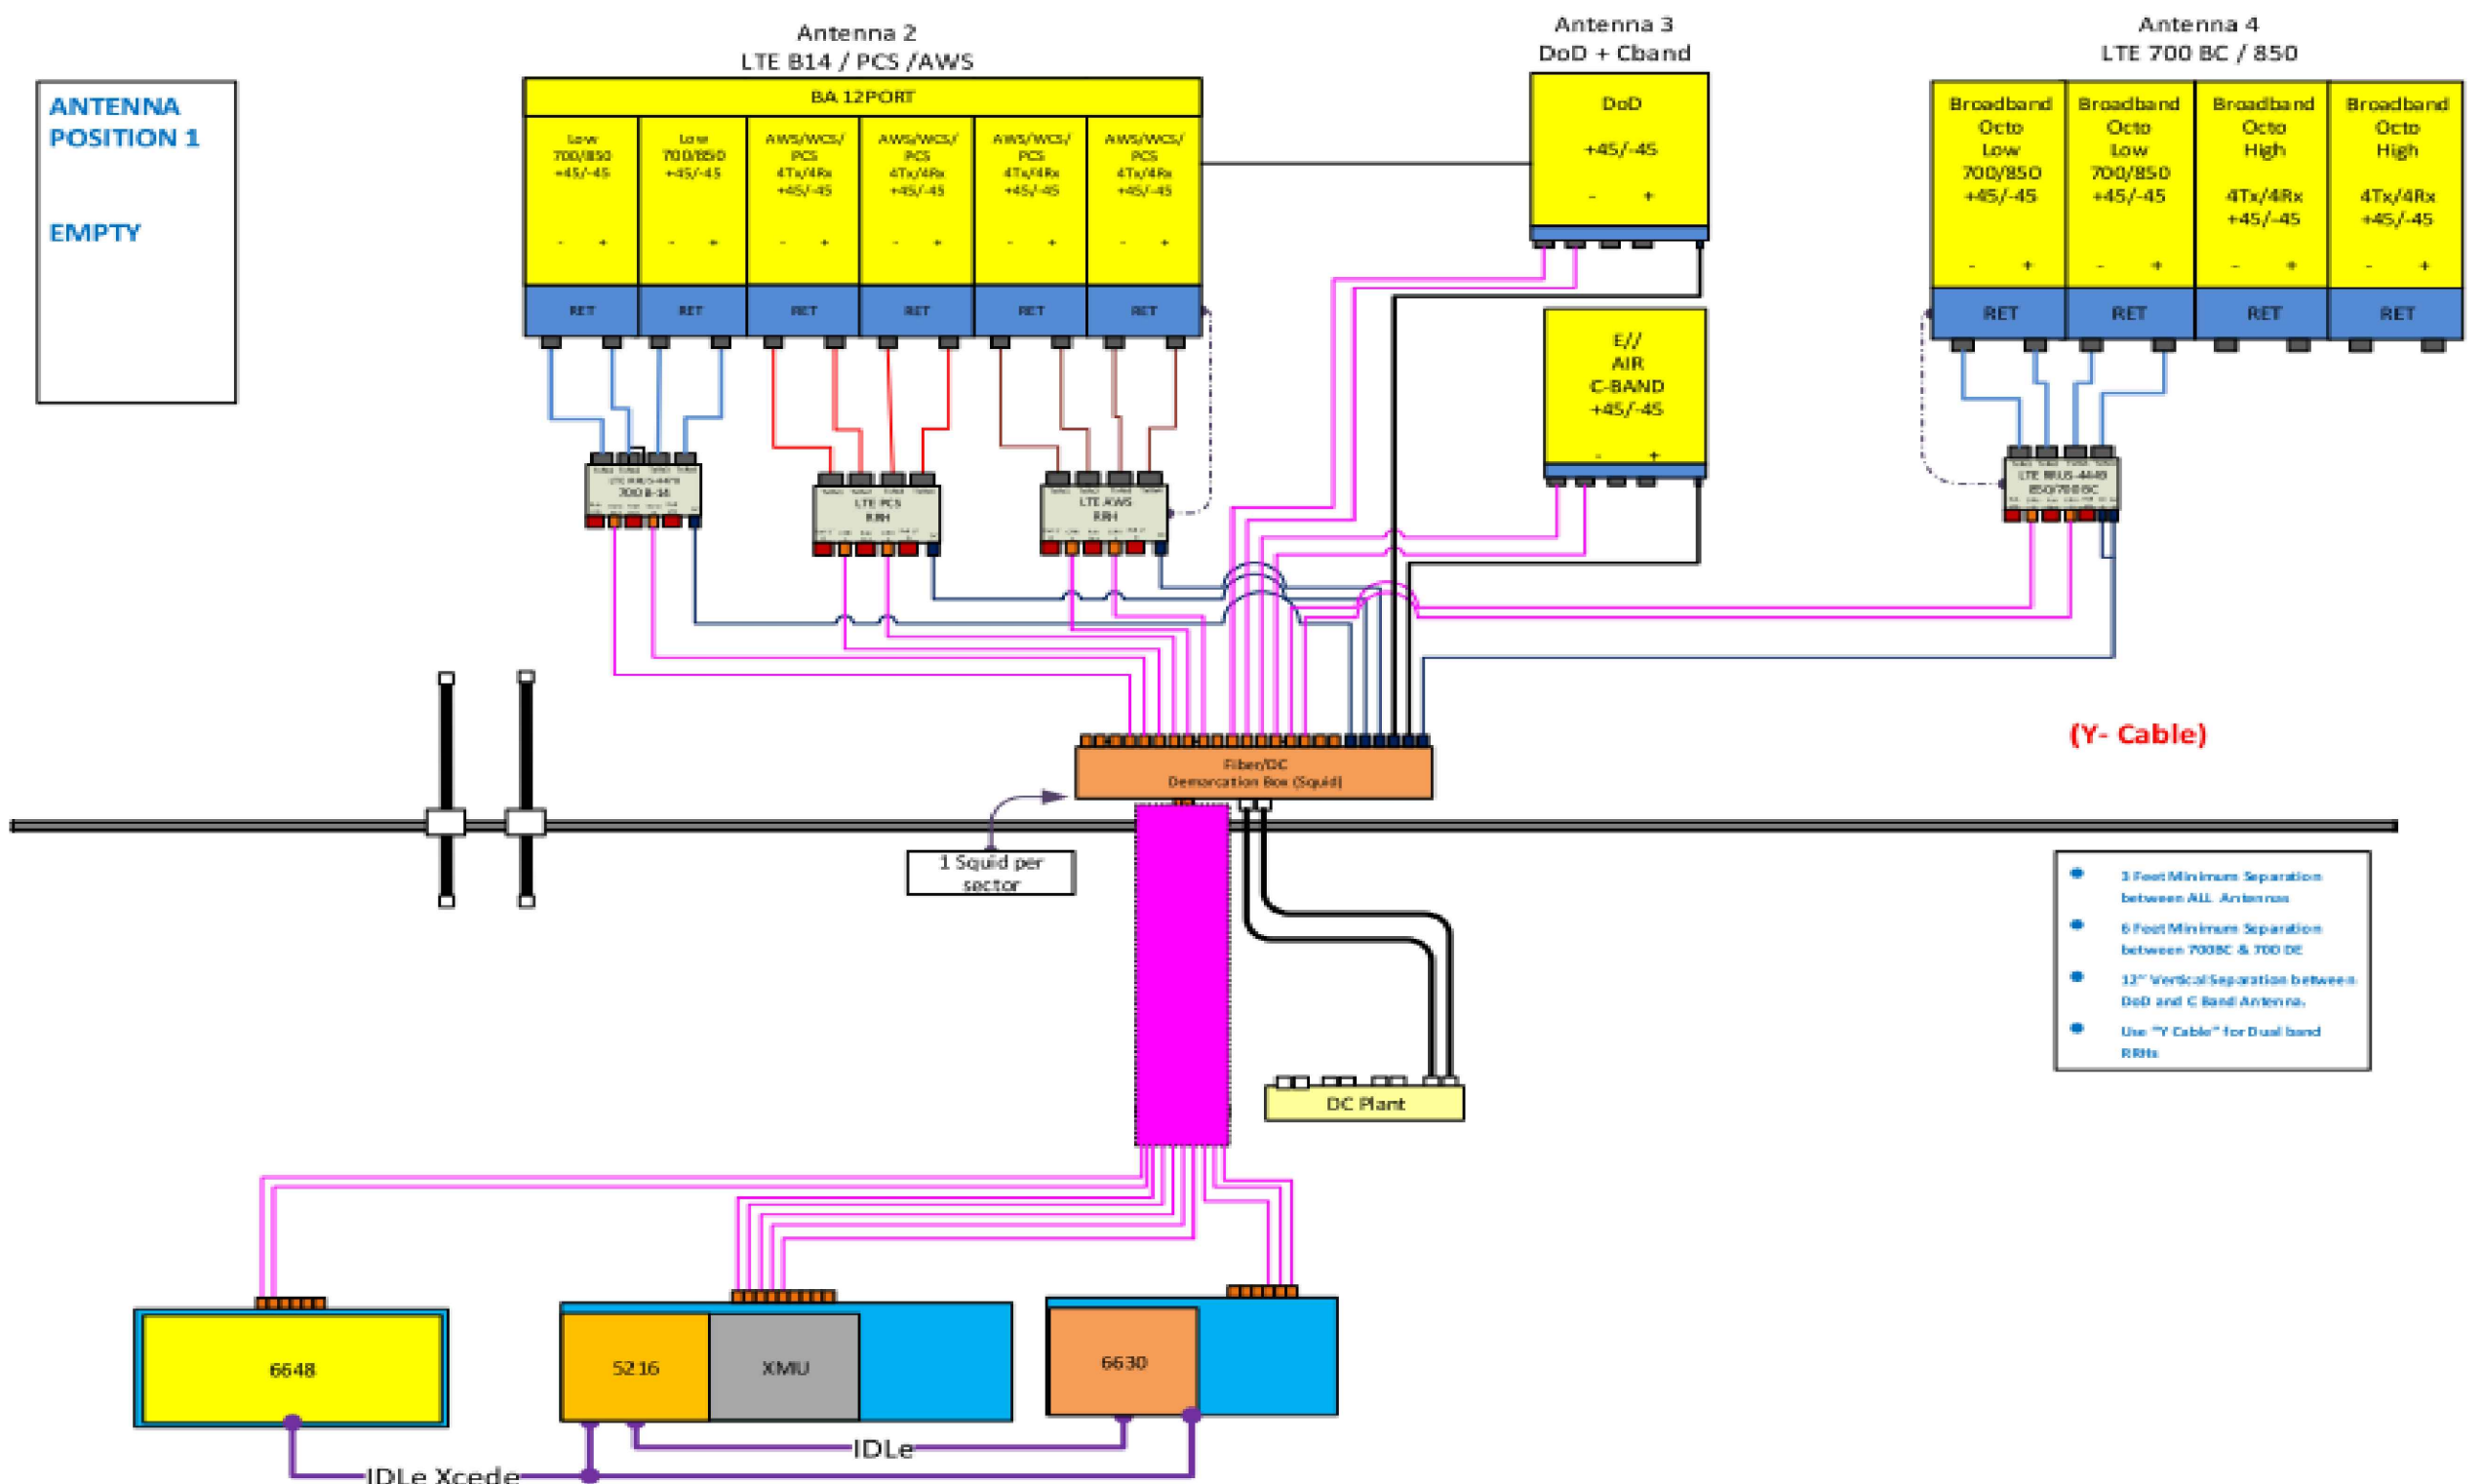 Antenna 2
LTE B14 / PCS /AWS
Antenna 3
DoD + Cband
Antenna 4
LTE 700 BC / 850
ANTENNA
POSITION 1
EMPTY
BA 12PORT
Low
700/850
+45/-45
- +
Low
700/850
+45/-45
- +
AWS/WCS/
PCS
4Tx/4Rx
+45/-45
- +
AWS/WCS/
PCS
4Tx/4Rx
+45/-45
- +
AWS/WCS/
PCS
4Tx/4Rx
+45/-45
- +
AWS/WCS/
PCS
4Tx/4Rx
+45/-45
- +
RET
RET
RET
RET
RET
RET
DoD
+45/-45
- +
E//
AIR
C-BAND
+45/-45
- +
Broadband
Octo
Low
700/850
+45/-45
- +
Broadband
Octo
Low
700/850
+45/-45
- +
Broadband
Octo
High
4Tx/4Rx
+45/-45
- +
Broadband
Octo
High
4Tx/4Rx
+45/-45
- +
RET
RET
RET
RET
700 B-14
LTE PCS
RRH
LTE AWS
RRH
LTE RRUS-4449
850/700 BC
(Y- Cable)
Fiber/DC
Demarcation Box (Squid)
1 Squid per
sector
3 Feet Minimum Separation
between ALL Antennas
6 Feet Minimum Separation
between 700BC & 700 DE
12" Vertical Separation between
DoD and C Band Antenna.
Use "Y Cable" for Dual band
RRHs
DC Plant
6648
5216
XMU
6630
IDLe
IDLe Xcede